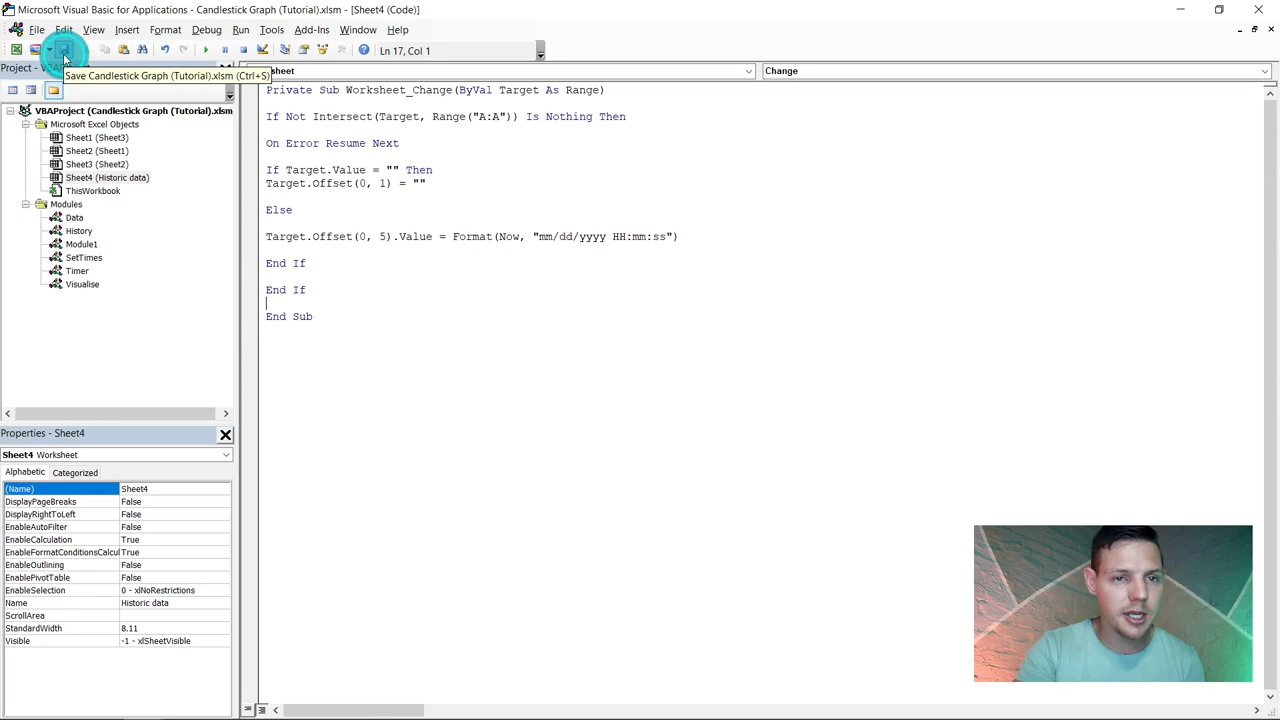 Microsoft Visual Basic for Applications - Candlestick Graph (Tutorial).xlsm - [Sheet4 (Code)]
File Edit View Insert Format Debug Run Tools Add-Ins Window Help
Ln 17, Col 1
Save Candlestick Graph (Tutorial).xlsm (Ctrl+S)
Project - VBA
sheet
Change
VBAProject (Candlestick Graph (Tutorial).xlsm
Microsoft Excel Objects
Sheet1 (Sheet3)
Sheet2 (Sheet1)
Sheet3 (Sheet2)
Sheet4 (Historic data)
ThisWorkbook
Modules
Data
History
Module1
SetTimes
Timer
Visualise
Private Sub Worksheet_Change(ByVal Target As Range)
If Not Intersect(Target, Range("A:A")) Is Nothing Then
On Error Resume Next
If Target.Value = "" Then
Target.Offset(0, 1) = ""
Else
Target.Offset(0, 5).Value = Format(Now, "mm/dd/yyyy HH:mm:ss")
End If
End If
End Sub
Properties - Sheet4
Sheet4 Worksheet
Alphabetic Categorized
(Name) Sheet4
DisplayPageBreaks False
DisplayRightToLeft False
EnableAutoFilter False
EnableCalculation True
EnableFormatConditionsCalcul True
EnableOutlining False
EnablePivotTable False
EnableSelection 0 - xlNoRestrictions
Name Historic data
ScrollArea
StandardWidth 8.11
Visible -1 - xlSheetVisible